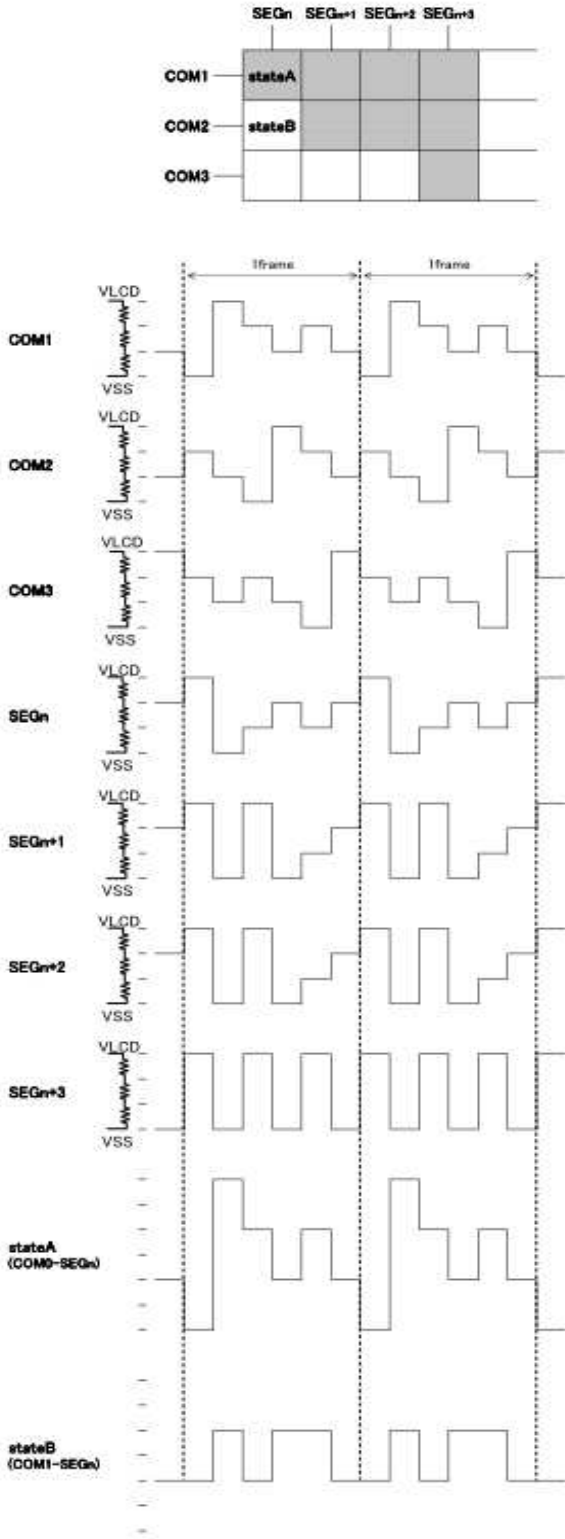 SEGn SEGn+1 SEGn+2 SEGn+3
COM1 stateA
COM2 stateB
COM3
1frame 1frame
VLCD
COM1
VSS
VLCD
COM2
VSS
VLCD
COM3
VSS
VLCD
SEGn
VSS
VLCD
SEGn+1
VSS
VLCD
SEGn+2
VSS
VLCD
SEGn+3
VSS
stateA
(COM0-SEGn)
stateB
(COM1-SEGn)